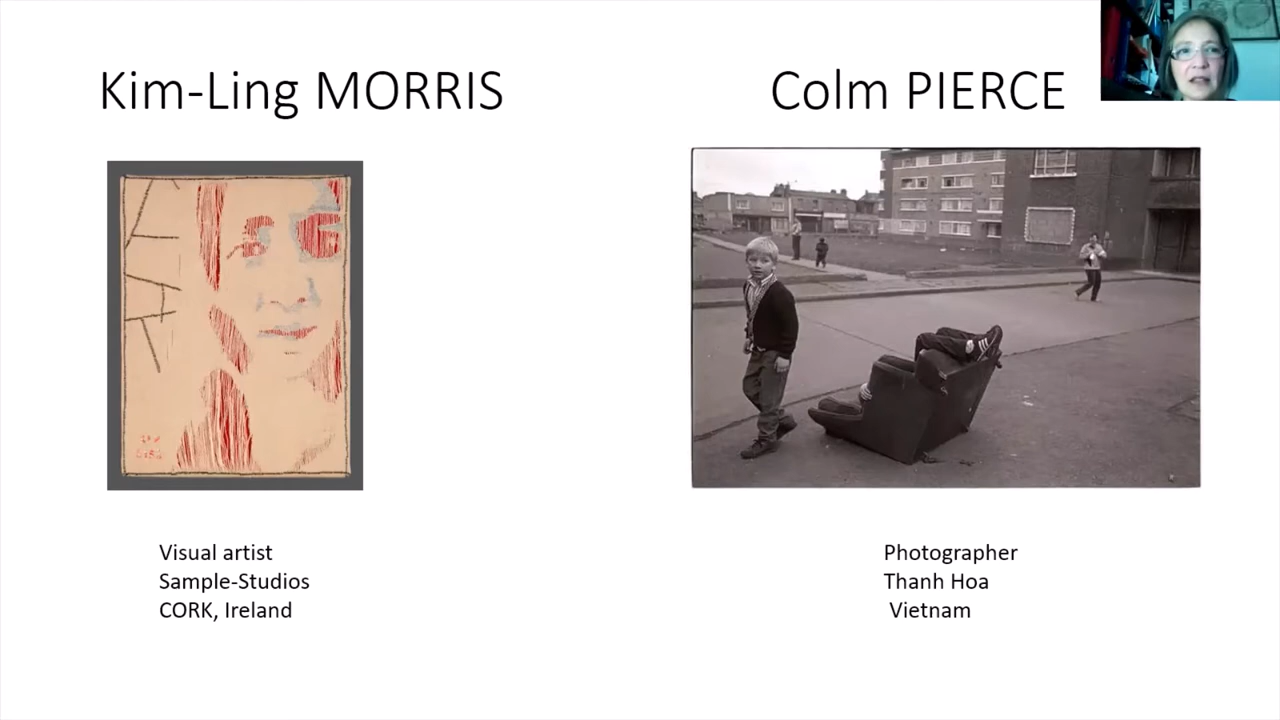 Kim-Ling MORRIS
Colm PIERCE
Visual artist
Sample-Studios
CORK, Ireland
Photographer
Thanh Hoa
Vietnam